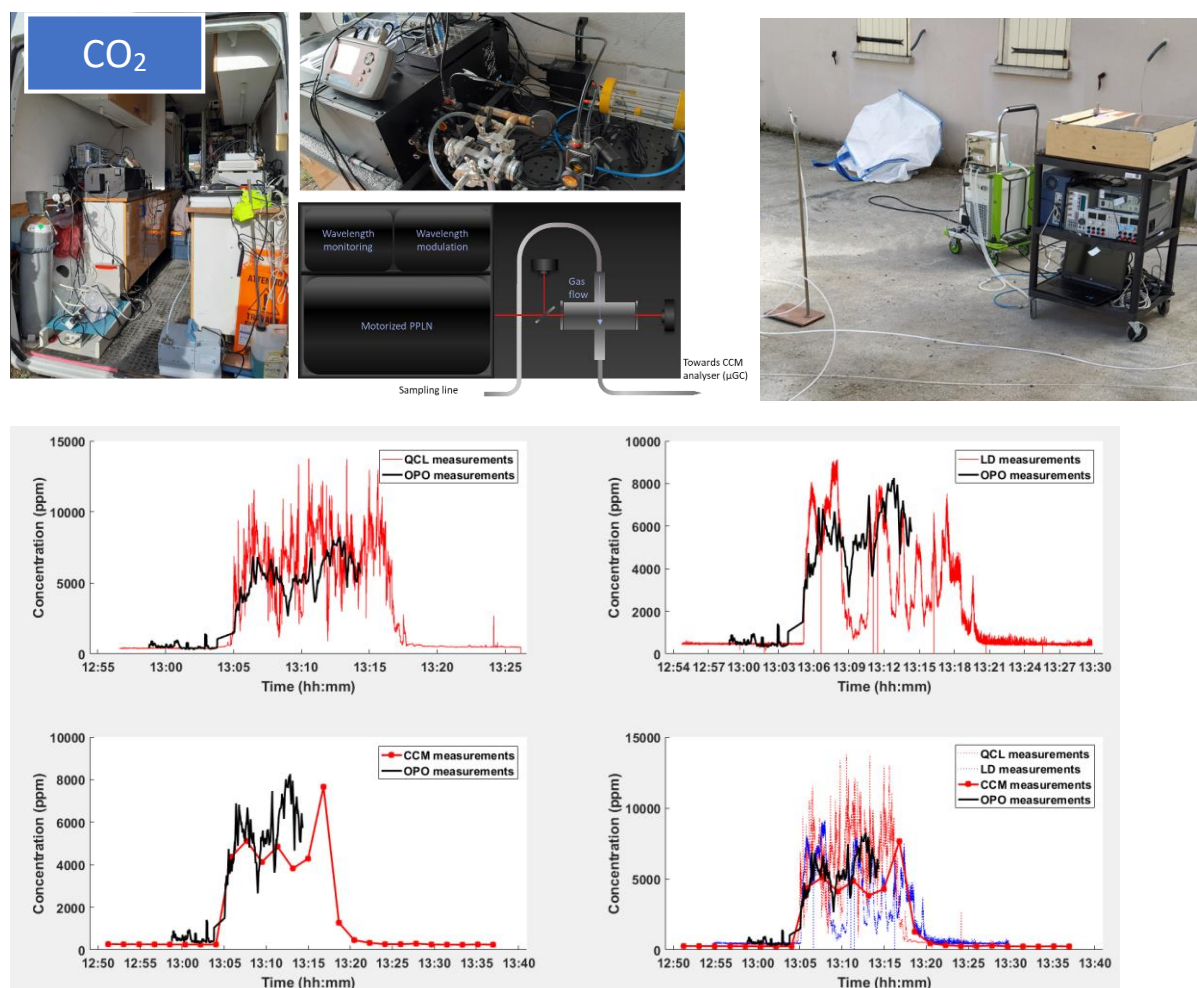 CO₂
Wavelength
monitoring
Wavelength
modulation
Motorized PPLN
Gas
flow
Sampling line
Towards CCM
analyser (µGC)
15000
10000
5000
0
Concentration (ppm)
QCL measurements
OPO measurements
12:55 13:00 13:05 13:10 13:15 13:20 13:25
Time (hh:mm)
10000
8000
6000
4000
2000
0
Concentration (ppm)
LD measurements
OPO measurements
12:54 12:57 13:00 13:03 13:06 13:09 13:12 13:15 13:18 13:21 13:24 13:27 13:30
Time (hh:mm)
10000
8000
6000
4000
2000
0
Concentration (ppm)
CCM measurements
OPO measurements
12:50 12:55 13:00 13:05 13:10 13:15 13:20 13:25 13:30 13:35 13:40
Time (hh:mm)
15000
10000
5000
0
Concentration (ppm)
QCL measurements
LD measurements
CCM measurements
OPO measurements
12:50 12:55 13:00 13:05 13:10 13:15 13:20 13:25 13:30 13:35 13:40
Time (hh:mm)